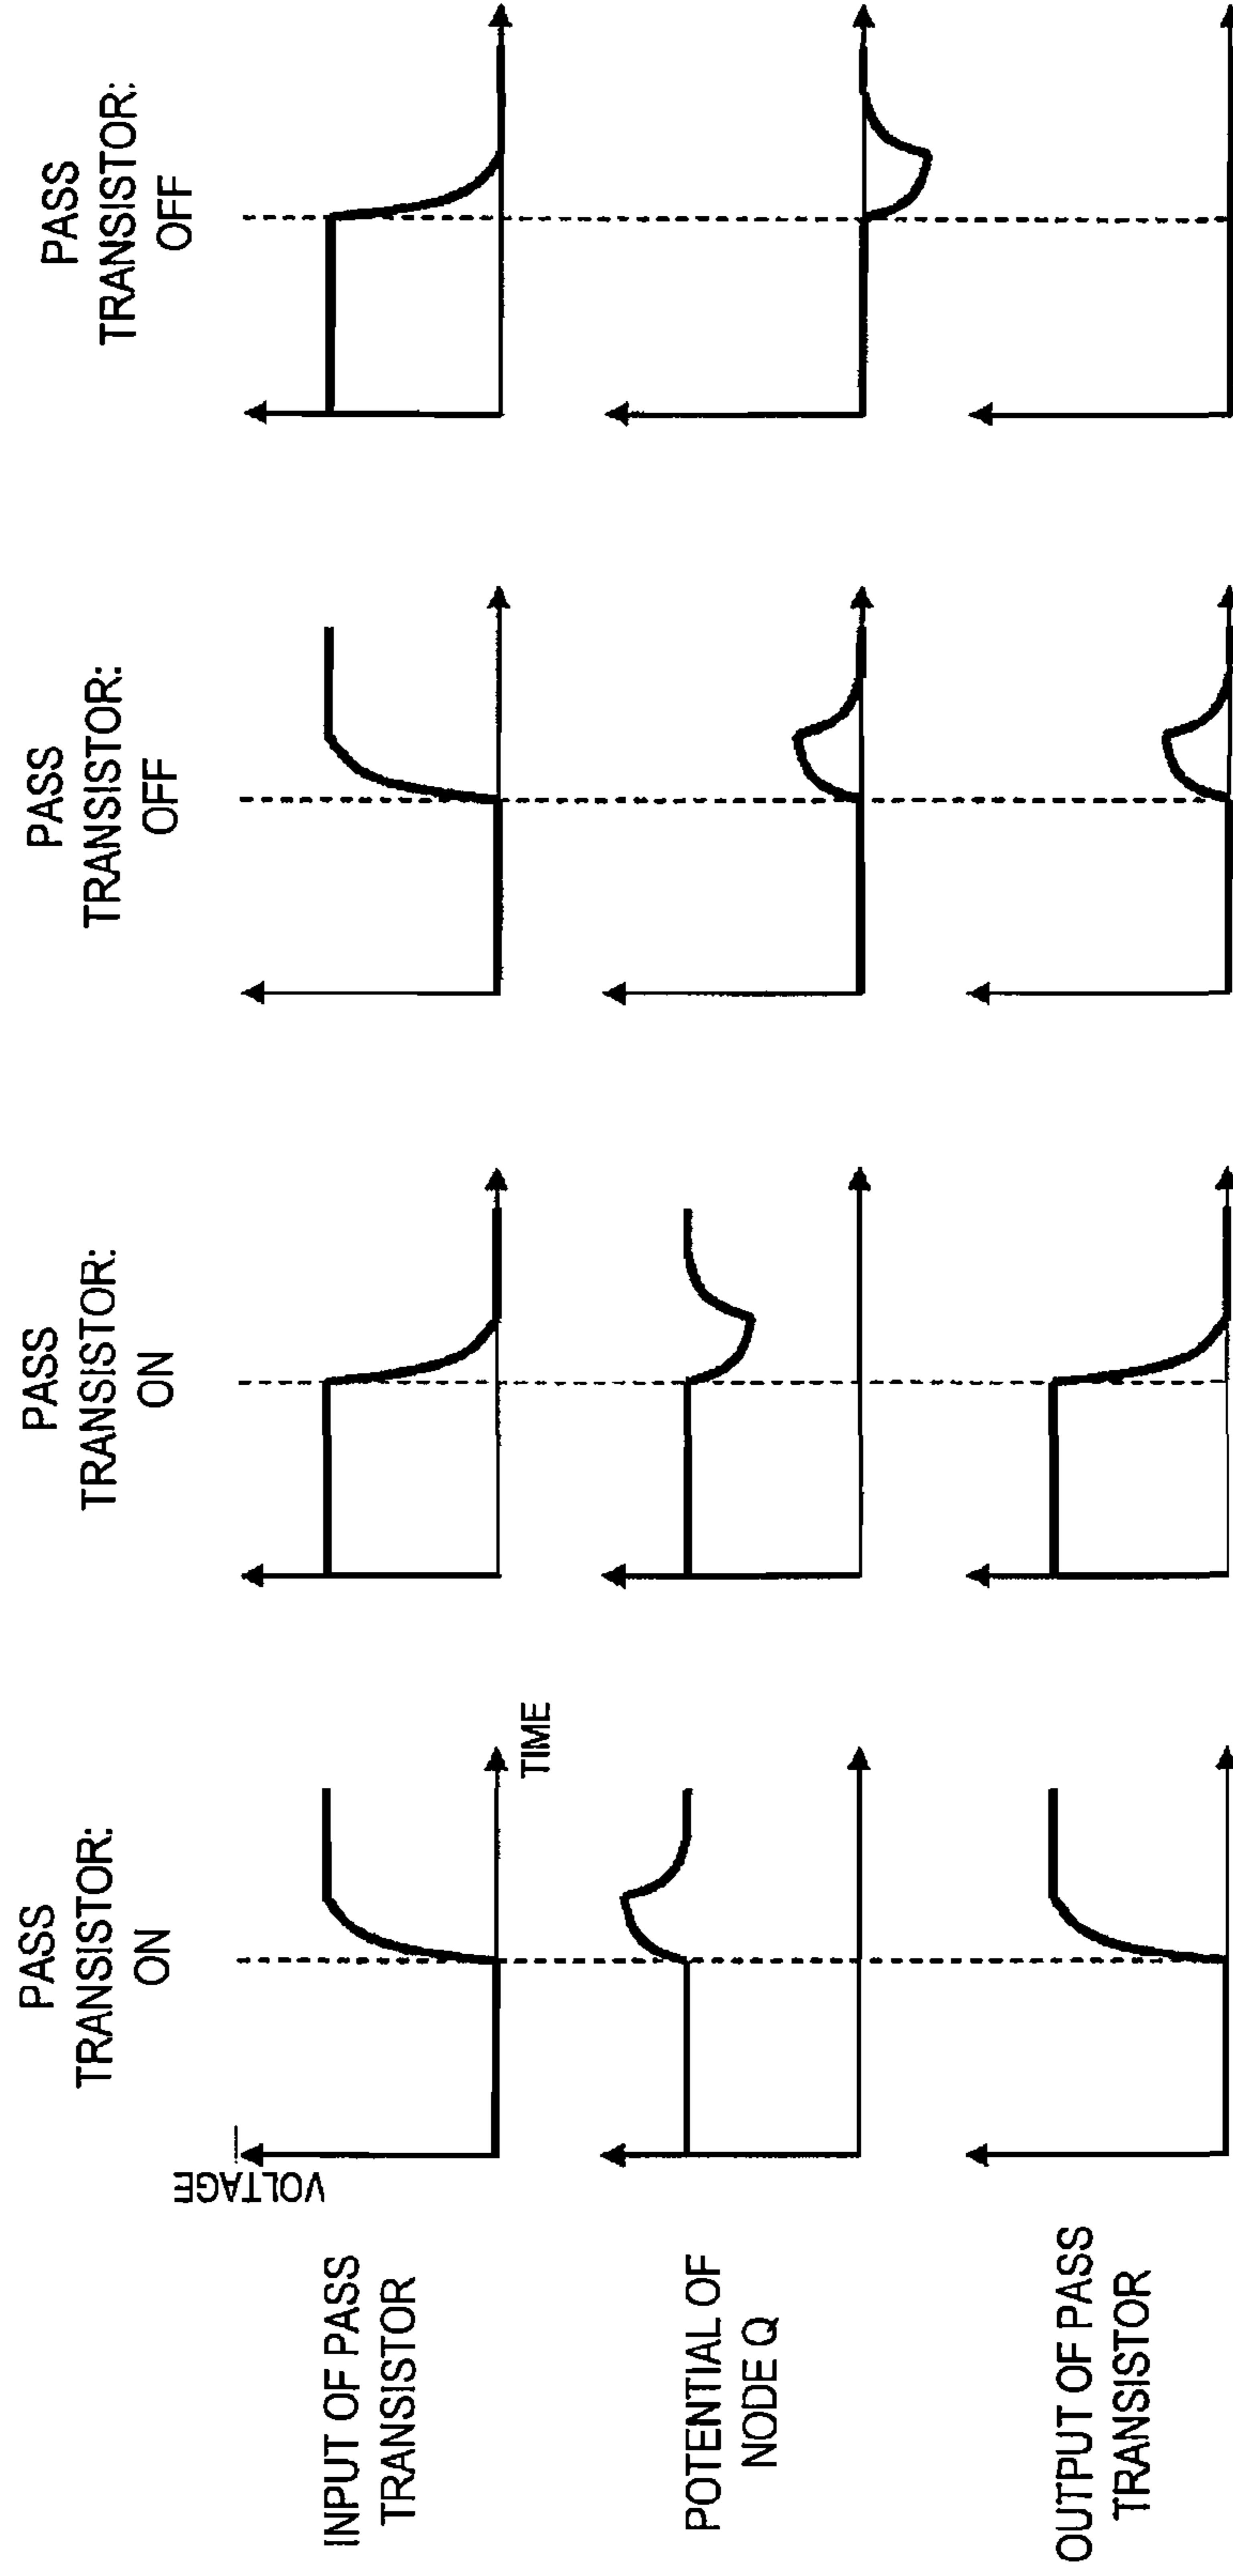 PASS
TRANSISTOR:
ON
PASS
TRANSISTOR:
ON
PASS
TRANSISTOR:
OFF
PASS
TRANSISTOR:
OFF
VOLTAGE
INPUT OF PASS
TRANSISTOR
TIME
POTENTIAL OF
NODE Q
OUTPUT OF PASS
TRANSISTOR